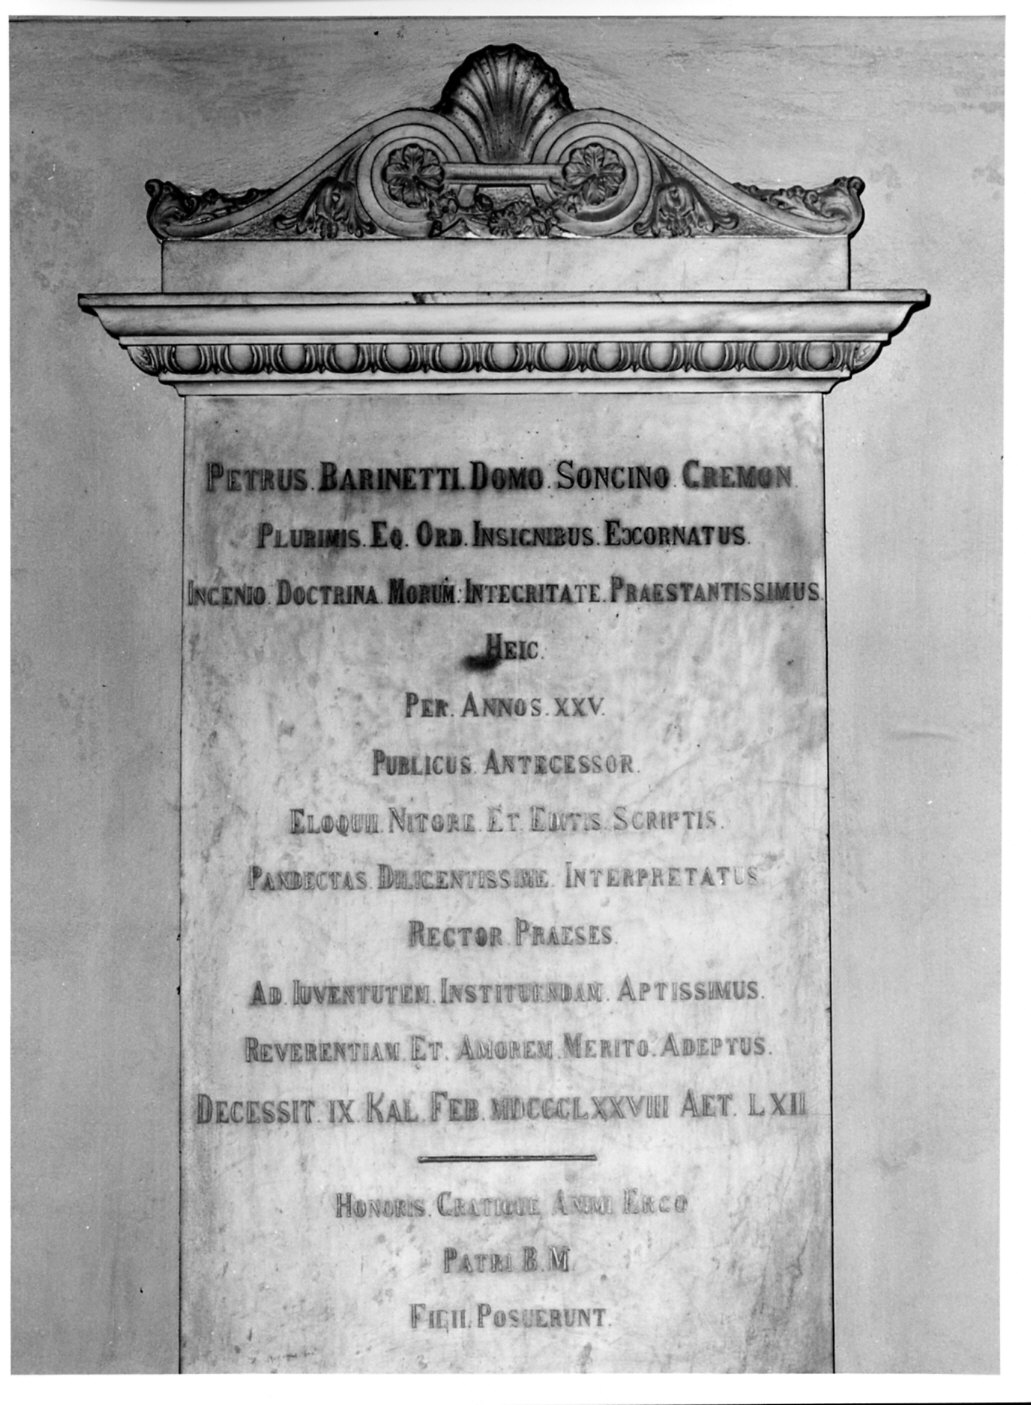 PETRUS. BARINETTI. DOMO. SONCINO. CREMON.
PLURIMIS. EQ. ORD. INSIGNIBUS. EXCORNATUS.
INGENIO. DOCTRINA. MORUM. INTEGRITATE. PRAESTANTISSIMUS.
HEIC.
PER. ANNOS. XXV.
PUBLICUS. ANTECESSOR.
ELOQUII. NITORE. ET. EDITIS. SCRIPTIS.
PANDECTAS. DILIGENTISSIME. INTERPRETATUS.
RECTOR. PRAESES.
AD. IUVENTUTEM. INSTITUENDAM. APTISSIMUS.
REVERENTIAM. ET. AMOREM. MERITO. ADEPTUS.
DECESSIT. IX. KAL. FEB. MDCCCLXXVIII. AET. LXII
HONORIS. GRATIQUE. ANIMI. ERGO
PATRI. B. M
FILII. POSUERUNT.